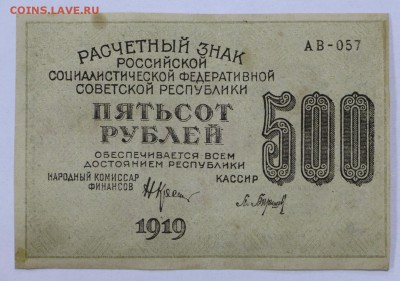 COINS.LAVE.RU
РАСЧЕТНЫЙ ЗНАК
РОССИЙСКОЙ
СОЦИАЛИСТИЧЕСКОЙ ФЕДЕРАТИВНОЙ
СОВЕТСКОЙ РЕСПУБЛИКИ
АВ-057
ПЯТЬСОТ
РУБЛЕЙ
500
ОБЕСПЕЧИВАЕТСЯ ВСЕМ
ДОСТОЯНИЕМ РЕСПУБЛИКИ
НАРОДНЫЙ КОМИССАР
ФИНАНСОВ
КАССИР
1919